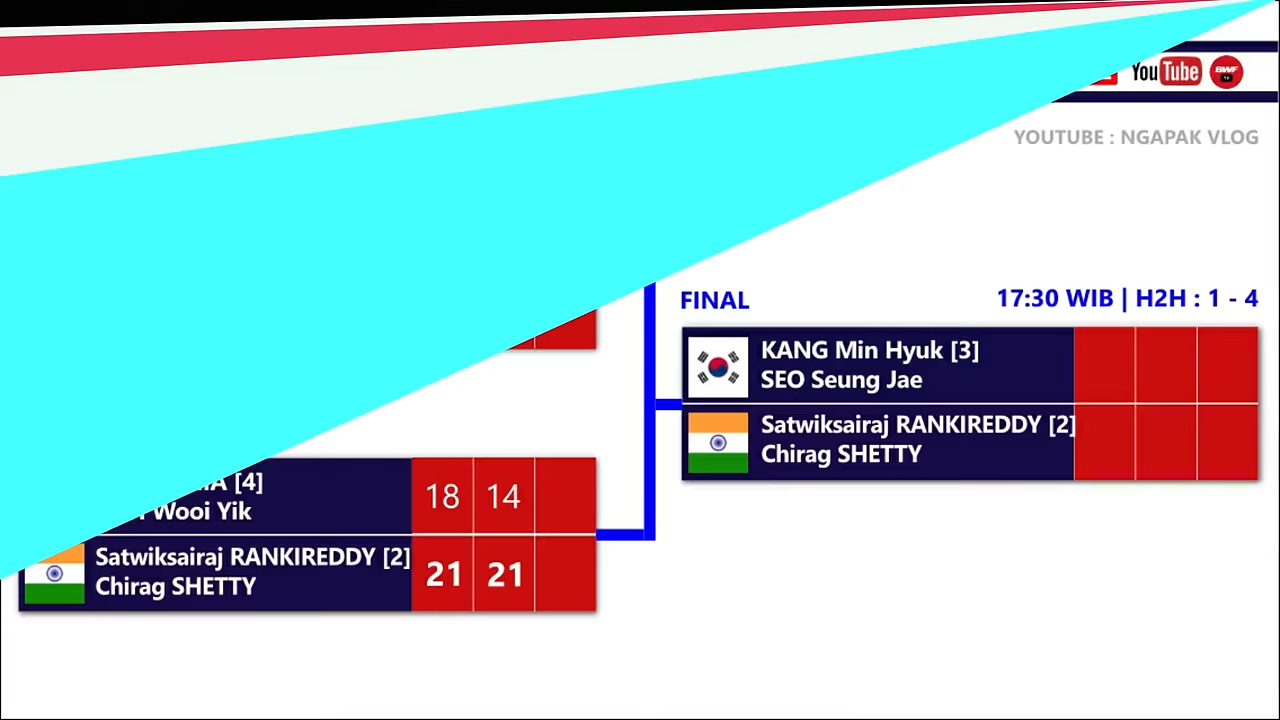 YouTube
BWF
YOUTUBE : NGAPAK VLOG
FINAL
17:30 WIB | H2H : 1 - 4
KANG Min Hyuk [3]
SEO Seung Jae
Satwiksairaj RANKIREDDY [2]
Chirag SHETTY
[4]
Wooi Yik
18 14
Satwiksairaj RANKIREDDY [2]
Chirag SHETTY
21 21